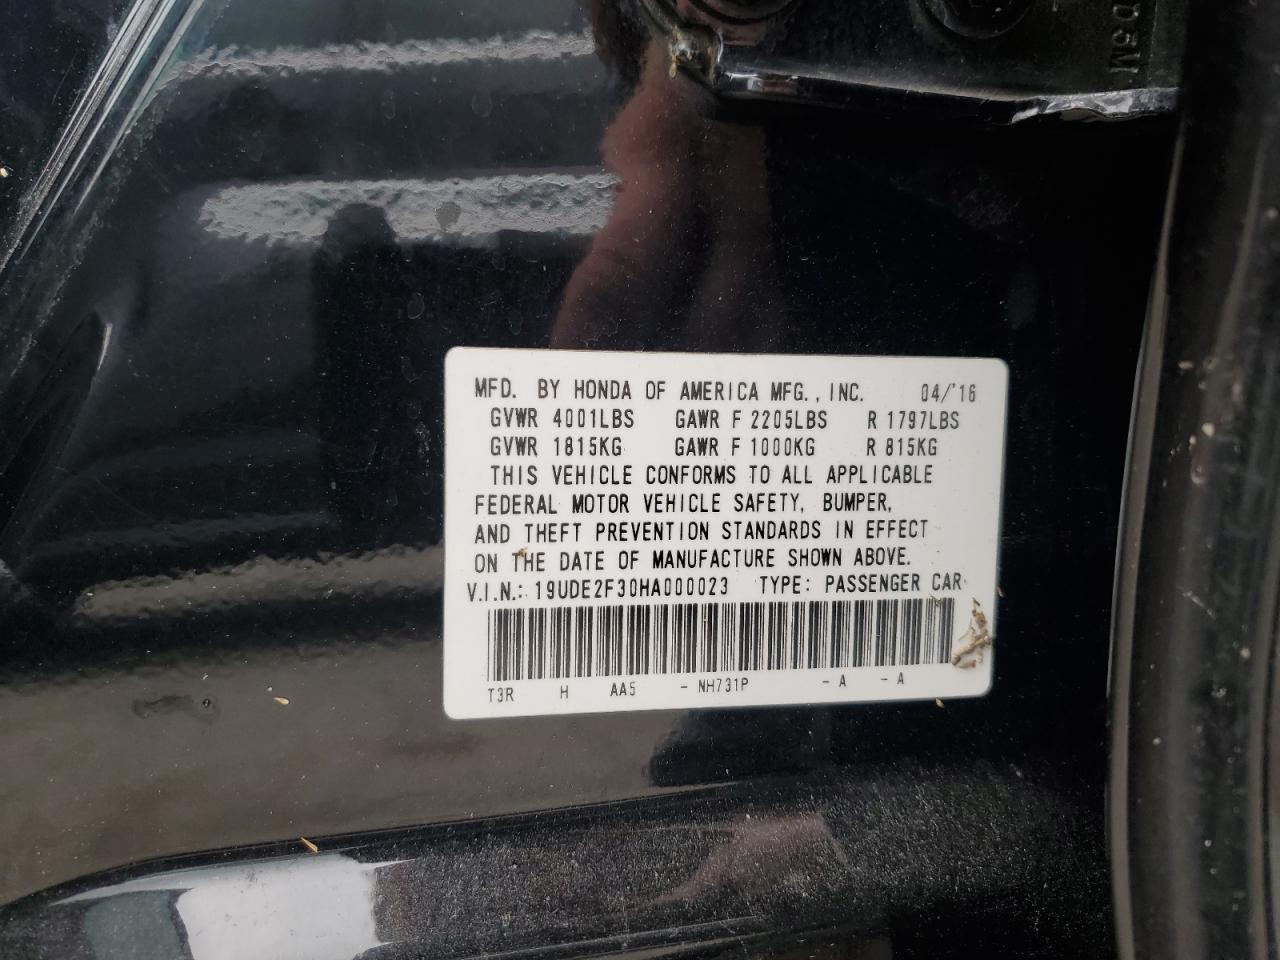 D5M
MFD. BY HONDA OF AMERICA MFG., INC. 04/'16
GVWR 4001LBS GAWR F 2205LBS R 1797LBS
GVWR 1815KG GAWR F 1000KG R 815KG
THIS VEHICLE CONFORMS TO ALL APPLICABLE
FEDERAL MOTOR VEHICLE SAFETY, BUMPER,
AND THEFT PREVENTION STANDARDS IN EFFECT
ON THE DATE OF MANUFACTURE SHOWN ABOVE.
V.I.N.: 19UDE2F30HA000023 TYPE: PASSENGER CAR
T3R H AA5 - NH731P - A - A